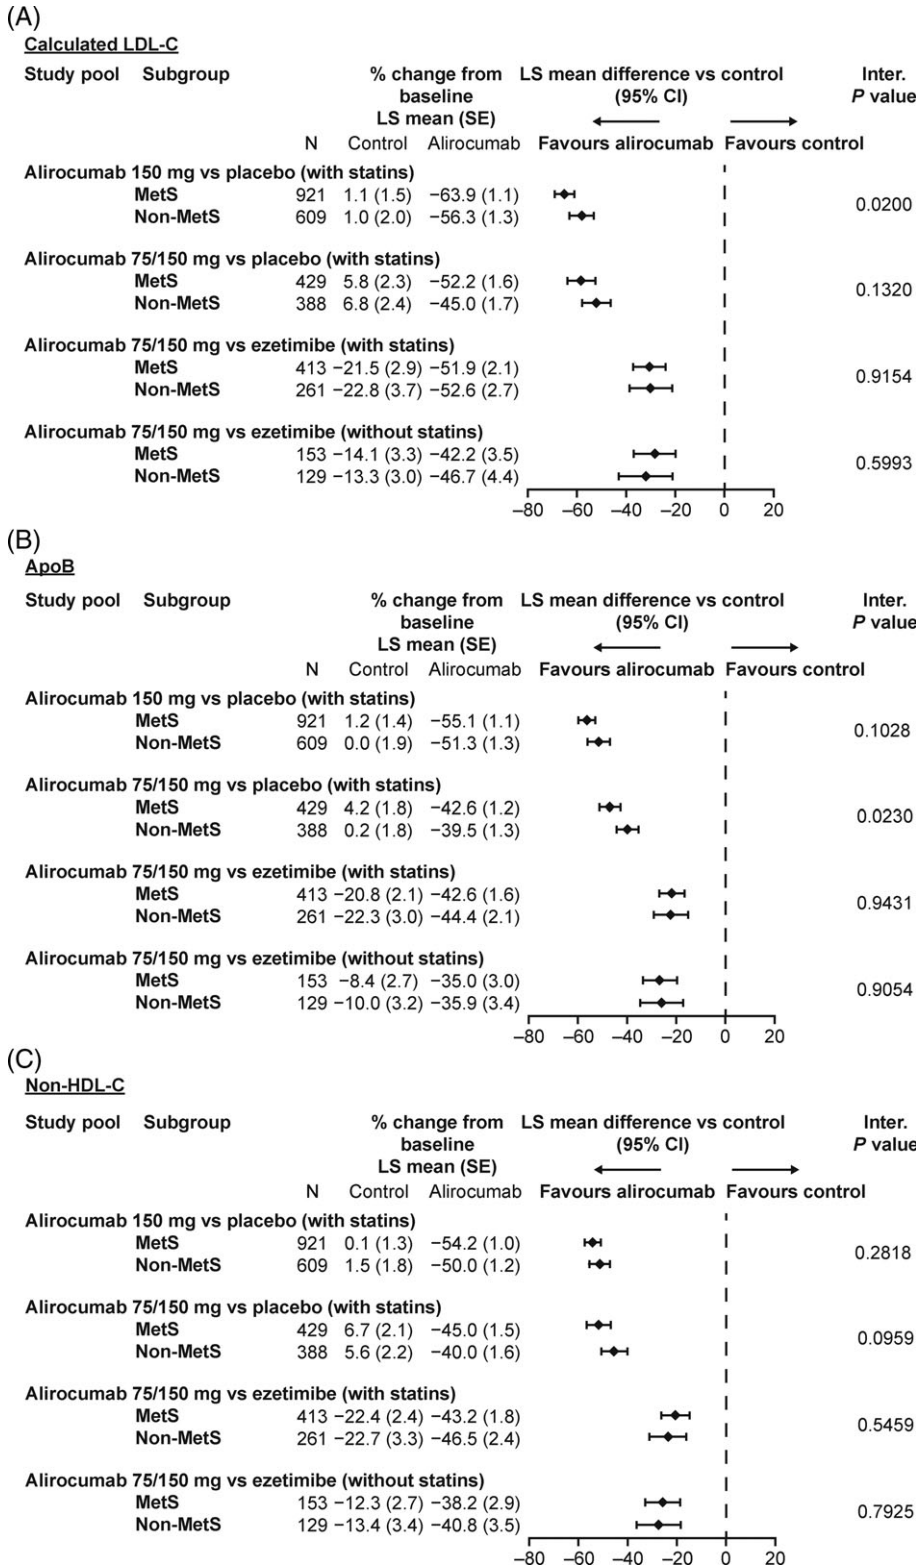 (A)
Calculated LDL-C
Study pool Subgroup % change from LS mean difference vs control Inter.
baseline (95% CI) P value
LS mean (SE)
N Control Alirocumab Favours alirocumab Favours control
Alirocumab 150 mg vs placebo (with statins)
MetS 921 1.1 (1.5) −63.9 (1.1)
0.0200
Non-MetS 609 1.0 (2.0) −56.3 (1.3)
Alirocumab 75/150 mg vs placebo (with statins)
MetS 429 5.8 (2.3) −52.2 (1.6)
0.1320
Non-MetS 388 6.8 (2.4) −45.0 (1.7)
Alirocumab 75/150 mg vs ezetimibe (with statins)
MetS 413 −21.5 (2.9) −51.9 (2.1)
0.9154
Non-MetS 261 −22.8 (3.7) −52.6 (2.7)
Alirocumab 75/150 mg vs ezetimibe (without statins)
MetS 153 −14.1 (3.3) −42.2 (3.5)
0.5993
Non-MetS 129 −13.3 (3.0) −46.7 (4.4)
−80 −60 −40 −20 0 20
(B)
ApoB
Study pool Subgroup % change from LS mean difference vs control Inter.
baseline (95% CI) P value
LS mean (SE)
N Control Alirocumab Favours alirocumab Favours control
Alirocumab 150 mg vs placebo (with statins)
MetS 921 1.2 (1.4) −55.1 (1.1)
0.1028
Non-MetS 609 0.0 (1.9) −51.3 (1.3)
Alirocumab 75/150 mg vs placebo (with statins)
MetS 429 4.2 (1.8) −42.6 (1.2)
0.0230
Non-MetS 388 0.2 (1.8) −39.5 (1.3)
Alirocumab 75/150 mg vs ezetimibe (with statins)
MetS 413 −20.8 (2.1) −42.6 (1.6)
0.9431
Non-MetS 261 −22.3 (3.0) −44.4 (2.1)
Alirocumab 75/150 mg vs ezetimibe (without statins)
MetS 153 −8.4 (2.7) −35.0 (3.0)
0.9054
Non-MetS 129 −10.0 (3.2) −35.9 (3.4)
−80 −60 −40 −20 0 20
(C)
Non-HDL-C
Study pool Subgroup % change from LS mean difference vs control Inter.
baseline (95% CI) P value
LS mean (SE)
N Control Alirocumab Favours alirocumab Favours control
Alirocumab 150 mg vs placebo (with statins)
MetS 921 0.1 (1.3) −54.2 (1.0)
0.2818
Non-MetS 609 1.5 (1.8) −50.0 (1.2)
Alirocumab 75/150 mg vs placebo (with statins)
MetS 429 6.7 (2.1) −45.0 (1.5)
0.0959
Non-MetS 388 5.6 (2.2) −40.0 (1.6)
Alirocumab 75/150 mg vs ezetimibe (with statins)
MetS 413 −22.4 (2.4) −43.2 (1.8)
0.5459
Non-MetS 261 −22.7 (3.3) −46.5 (2.4)
Alirocumab 75/150 mg vs ezetimibe (without statins)
MetS 153 −12.3 (2.7) −38.2 (2.9)
0.7925
Non-MetS 129 −13.4 (3.4) −40.8 (3.5)
−80 −60 −40 −20 0 20